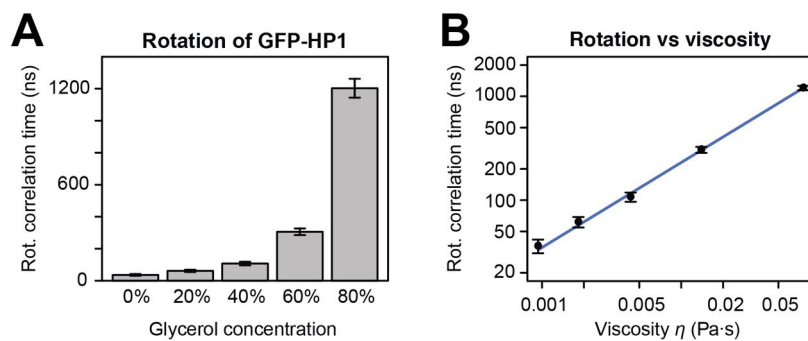 A
Rotation of GFP-HP1
Rot. correlation time (ns)
1200
600
0
0% 20% 40% 60% 80%
Glycerol concentration
B
Rotation vs viscosity
Rot. correlation time (ns)
2000
1000
500
200
100
50
20
0.001 0.005 0.02 0.05
Viscosity η (Pa·s)